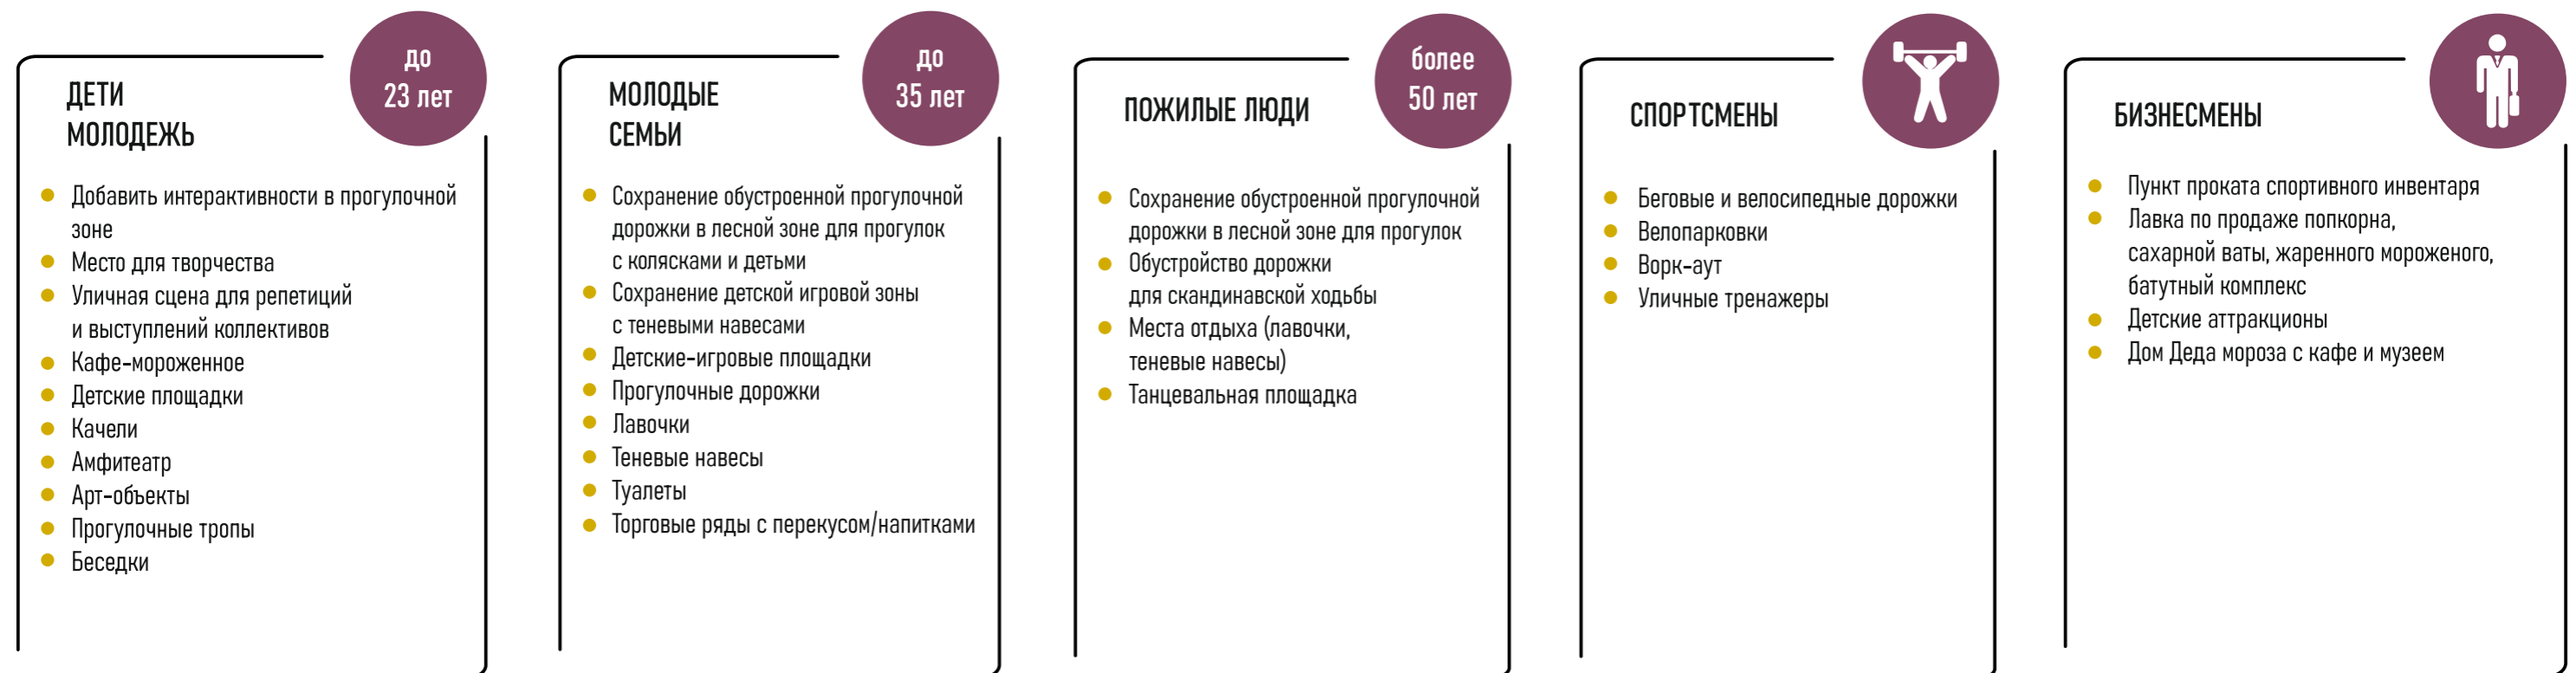 ДЕТИ
МОЛОДЕЖЬ
до
23 лет
Добавить интерактивности в прогулочной
зоне
Место для творчества
Уличная сцена для репетиций
и выступлений коллективов
Кафе-мороженное
Детские площадки
Качели
Амфитеатр
Арт-объекты
Прогулочные тропы
Беседки
МОЛОДЫЕ
СЕМЬИ
до
35 лет
Сохранение обустроенной прогулочной
дорожки в лесной зоне для прогулок
с колясками и детьми
Сохранение детской игровой зоны
с теневыми навесами
Детские-игровые площадки
Прогулочные дорожки
Лавочки
Теневые навесы
Туалеты
Торговые ряды с перекусом/напитками
ПОЖИЛЫЕ ЛЮДИ
более
50 лет
Сохранение обустроенной прогулочной
дорожки в лесной зоне для прогулок
Обустройство дорожки
для скандинавской ходьбы
Места отдыха (лавочки,
теневые навесы)
Танцевальная площадка
СПОРТСМЕНЫ
Беговые и велосипедные дорожки
Велопарковки
Ворк-аут
Уличные тренажеры
БИЗНЕСМЕНЫ
Пункт проката спортивного инвентаря
Лавка по продаже попкорна,
сахарной ваты, жаренного мороженого,
батутный комплекс
Детские аттракционы
Дом Деда мороза с кафе и музеем